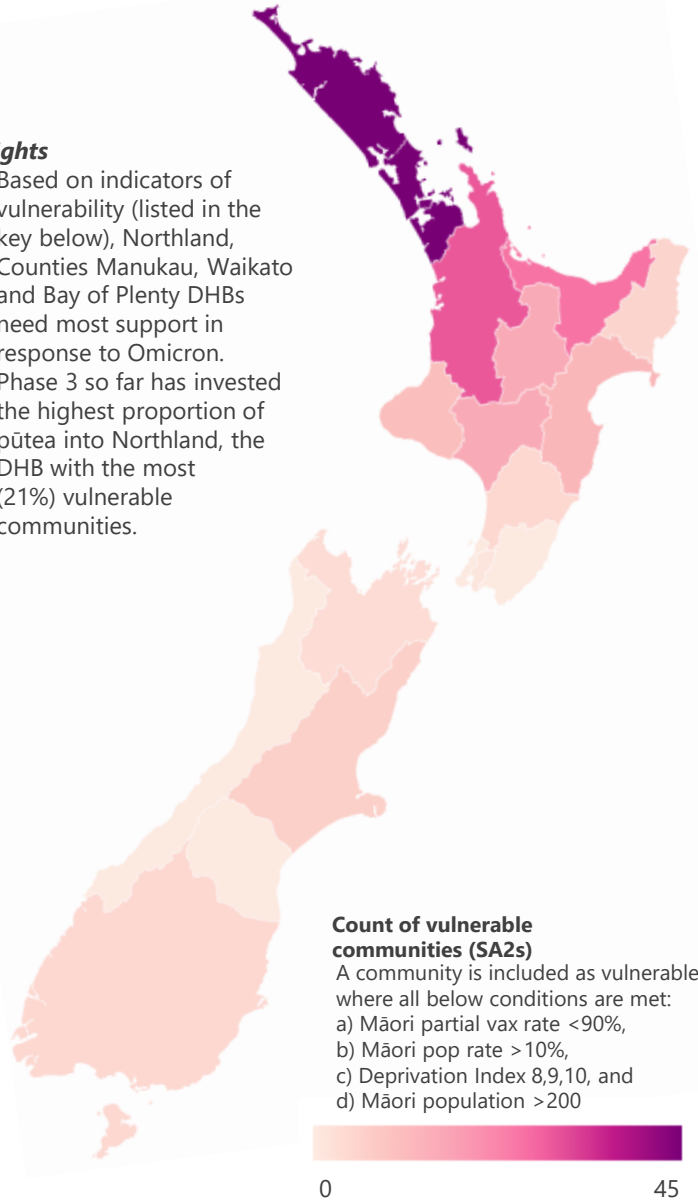 ghts
Based on indicators of
vulnerability (listed in the
key below), Northland,
Counties Manukau, Waikato
and Bay of Plenty DHBs
need most support in
response to Omicron.
Phase 3 so far has invested
the highest proportion of
pūtea into Northland, the
DHB with the most
(21%) vulnerable
communities.
Count of vulnerable
communities (SA2s)
A community is included as vulnerable
where all below conditions are met:
a) Māori partial vax rate <90%,
b) Māori pop rate >10%,
c) Deprivation Index 8,9,10, and
d) Māori population >200
0 45